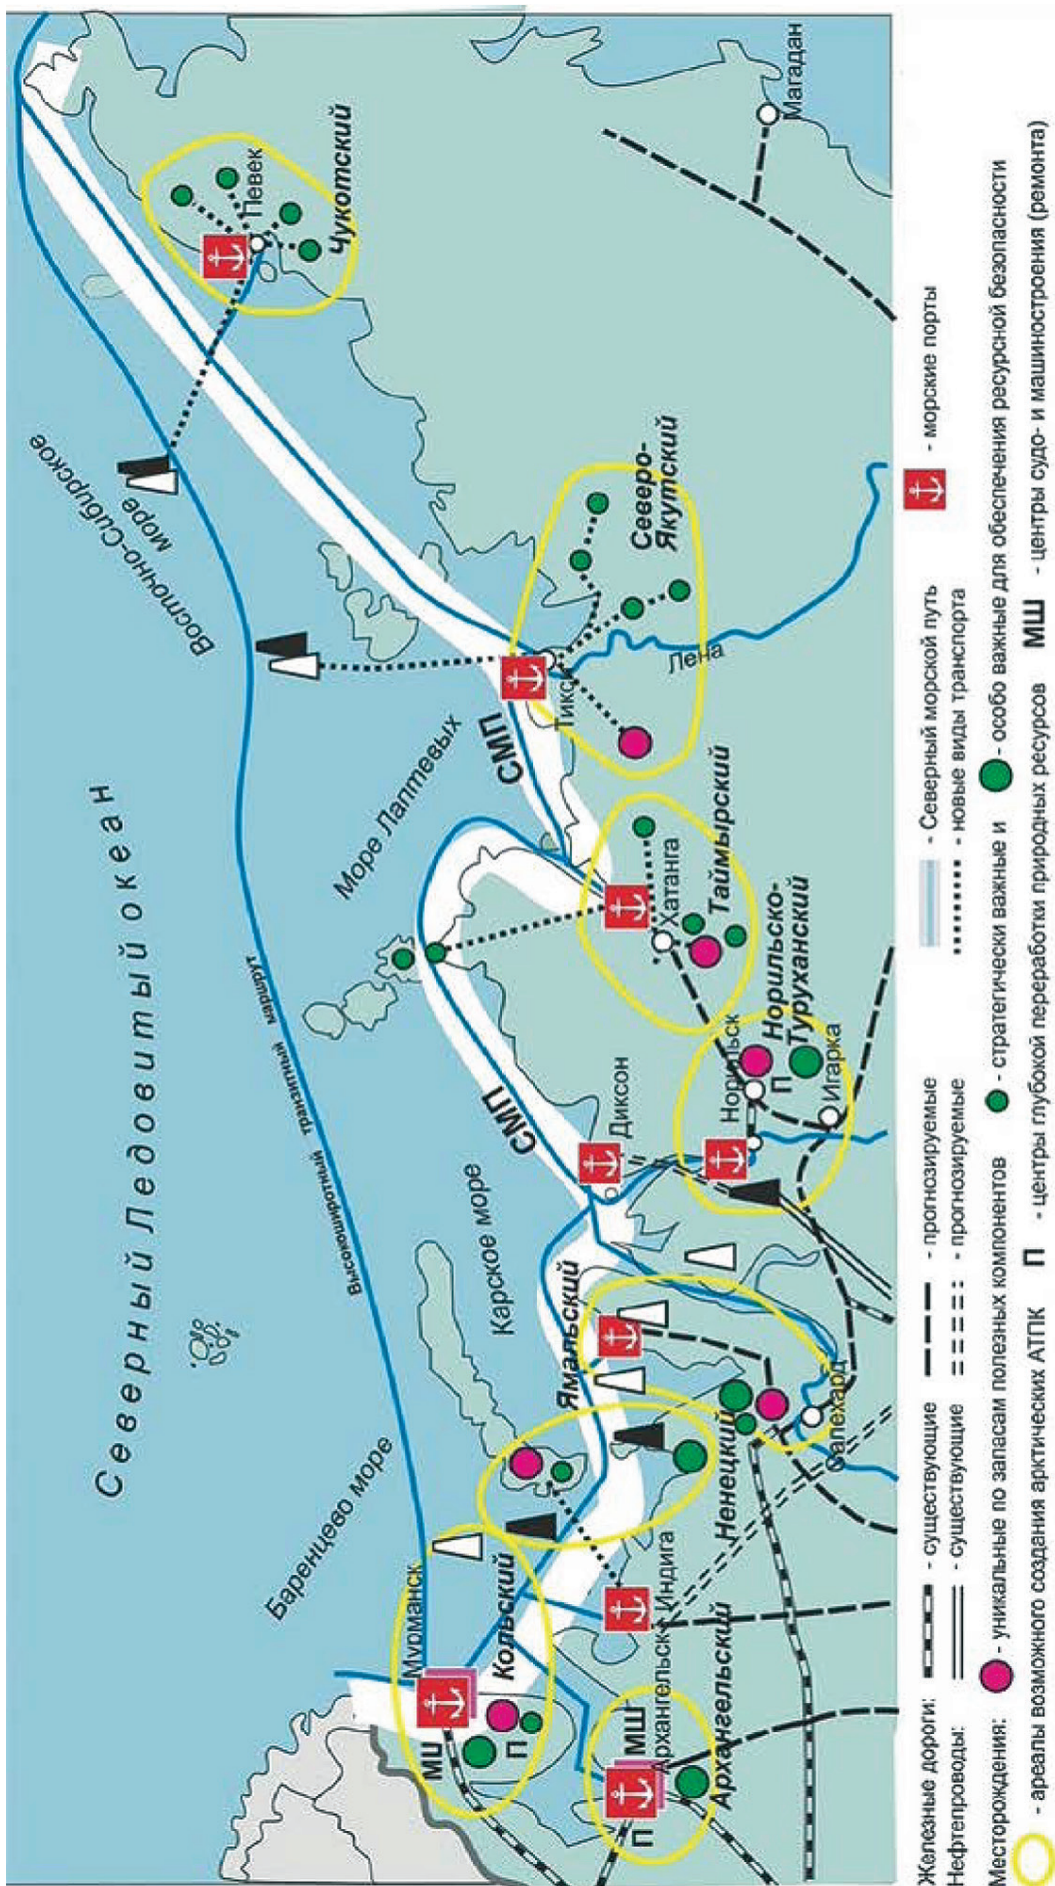 Северный Ледовитый океан
Баренцево море
Карское море
Море Лаптевых
Восточно-Сибирское
море
Высокоширотный транзитный маршрут
СМП
СМП
Мурманск
МШ
Кольский
П
МШ
Архангельск
П
Архангельский
Индига
Ненецкий
Ямальский
Салехард
Диксон
Норильск
П
Норильско-
Туруханский
Игарка
Хатанга
Таймырский
Тикси
Лена
Северо-
Якутский
Певек
Чукотский
Магадан
Железные дороги: - существующие - прогнозируемые - Северный морской путь - морские порты
Нефтепроводы: - существующие - прогнозируемые - новые виды транспорта
Месторождения: - уникальные по запасам полезных компонентов - стратегически важные и - особо важные для обеспечения ресурсной безопасности
- ареалы возможного создания арктических АТПК П - центры глубокой переработки природных ресурсов МШ - центры судо- и машиностроения (ремонта)